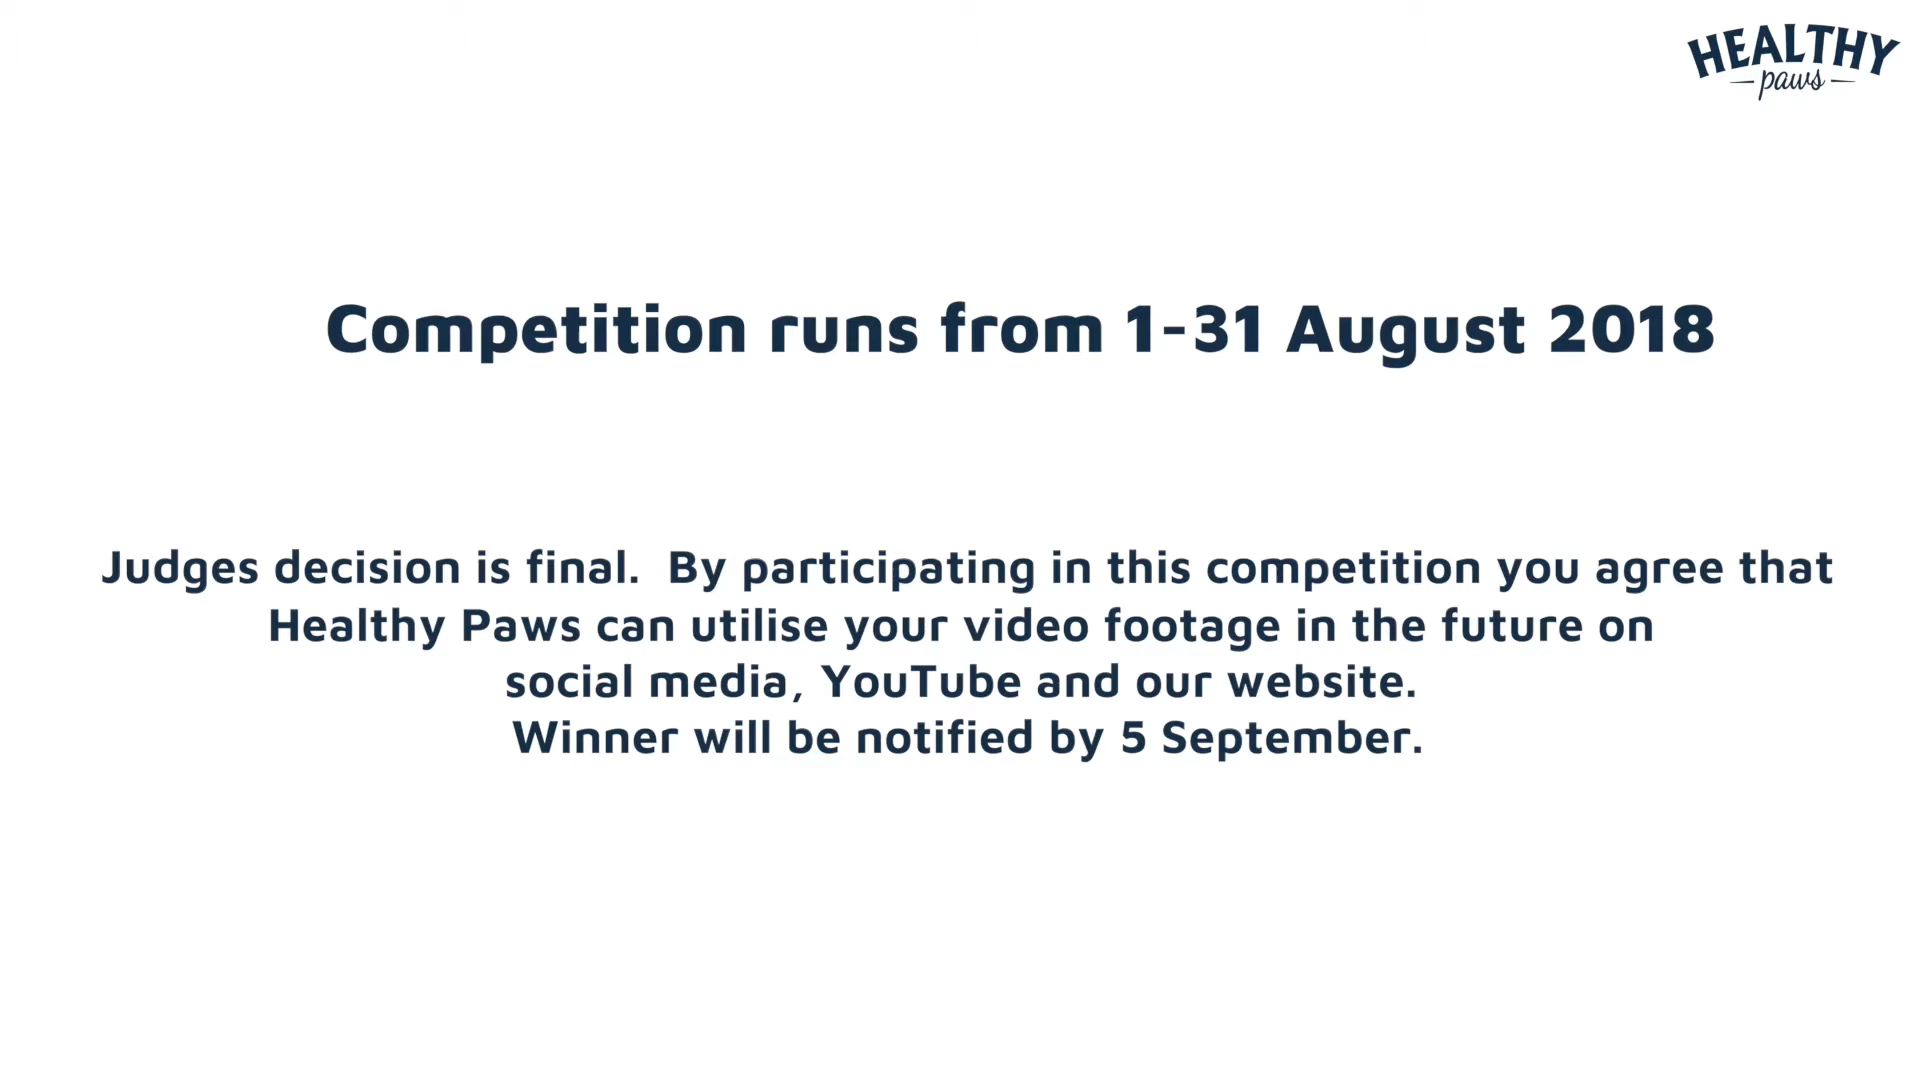 HEALTHY
paws
Competition runs from 1-31 August 2018
Judges decision is final.  By participating in this competition you agree that
Healthy Paws can utilise your video footage in the future on
social media, YouTube and our website.
Winner will be notified by 5 September.